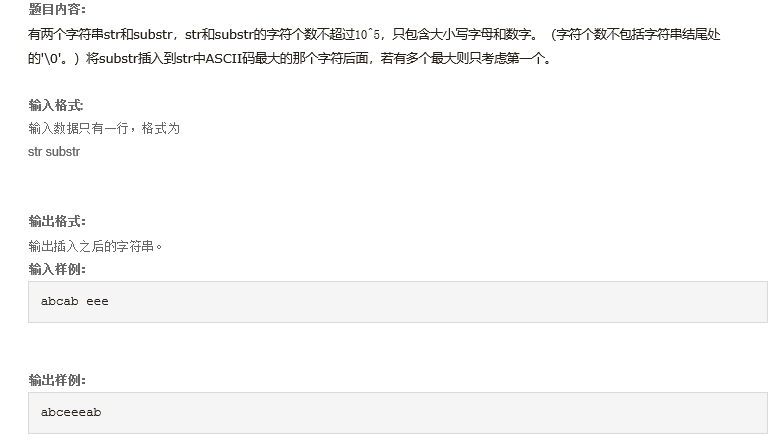 题目内容：
有两个字符串str和substr，str和substr的字符个数不超过10^5，只包含大小写字母和数字。（字符个数不包括字符串结尾处
的'\0'。）将substr插入到str中ASCII码最大的那个字符后面，若有多个最大则只考虑第一个。
输入格式:
输入数据只有一行，格式为
str substr
输出格式：
输出插入之后的字符串。
输入样例：
abcab eee
输出样例：
abceeeab